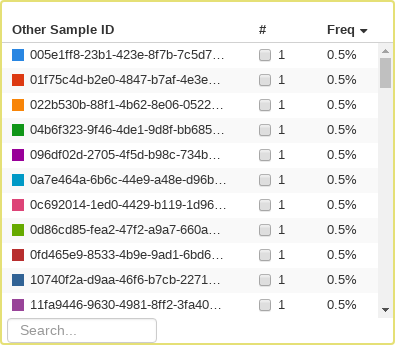 Other Sample ID # Freq
005e1ff8-23b1-423e-8f7b-7c5d7… 1 0.5%
01f75c4d-b2e0-4847-b7af-4e3e… 1 0.5%
022b530b-88f1-4b62-8e06-0522… 1 0.5%
04b6f323-9f46-4de1-9d8f-bb685… 1 0.5%
096df02d-2705-4f5d-b98c-734b… 1 0.5%
0a7e464a-6b6c-44e9-a48e-d96b… 1 0.5%
0c692014-1ed0-4429-b119-1d96… 1 0.5%
0d86cd85-fea2-47f2-a9a7-660a… 1 0.5%
0fd465e9-8533-4b9e-9ad1-6bd6… 1 0.5%
10740f2a-d9aa-46f6-b7cb-2271… 1 0.5%
11fa9446-9630-4981-8ff2-3fa40… 1 0.5%
Search...